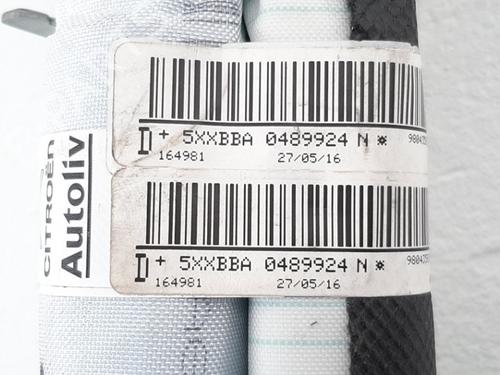 D + 5XXBBA 0489924 N ※
164981 27/05/16
D + 5XXBBA 0489924 N ※
164981 27/05/16
CITROËN
Autoliv